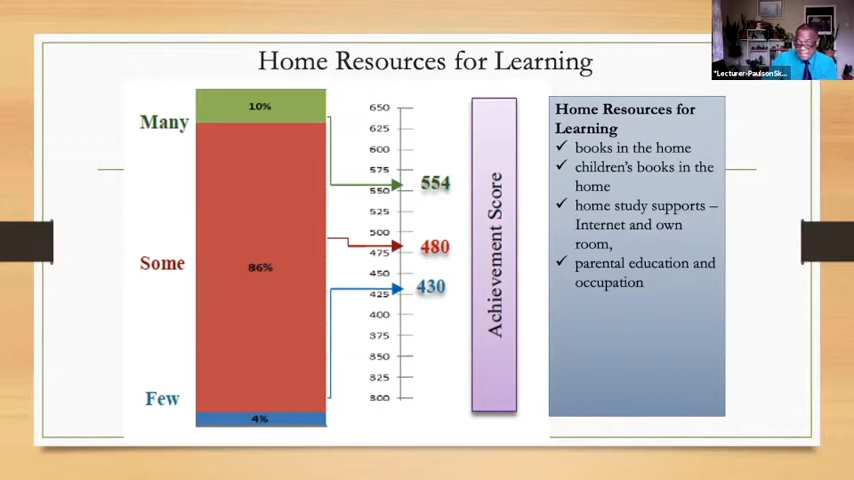 Home Resources for Learning
*Lecturer-PaulsonSk...
Many
Some
Few
10%
86%
4%
650
625
600
575
550
525
500
475
450
425
400
375
350
325
300
554
480
430
Achievement Score
Home Resources for
Learning
✓ books in the home
✓ children's books in the
home
✓ home study supports –
Internet and own
room,
✓ parental education and
occupation